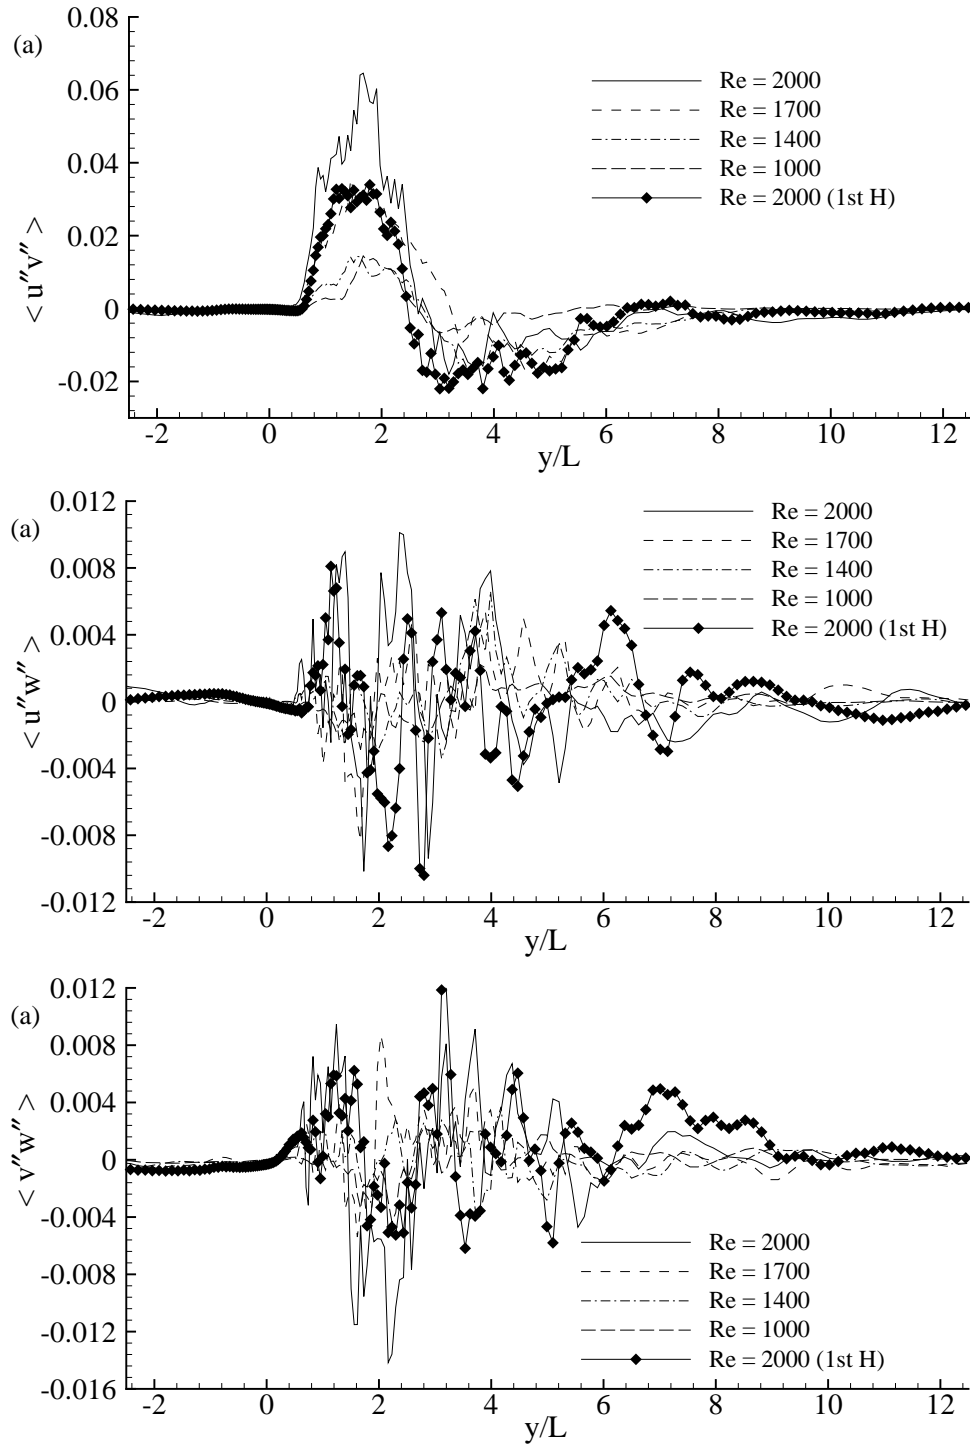 (a)
0.08
0.06
0.04
0.02
0
-0.02
< u″v″ >
Re = 2000
Re = 1700
Re = 1400
Re = 1000
Re = 2000 (1st H)
-2 0 2 4 6 8 10 12
y/L
(a)
0.012
0.008
0.004
0
-0.004
-0.008
-0.012
< u″w″ >
Re = 2000
Re = 1700
Re = 1400
Re = 1000
Re = 2000 (1st H)
-2 0 2 4 6 8 10 12
y/L
(a)
0.012
0.008
0.004
0
-0.004
-0.008
-0.012
-0.016
< v″w″ >
Re = 2000
Re = 1700
Re = 1400
Re = 1000
Re = 2000 (1st H)
-2 0 2 4 6 8 10 12
y/L